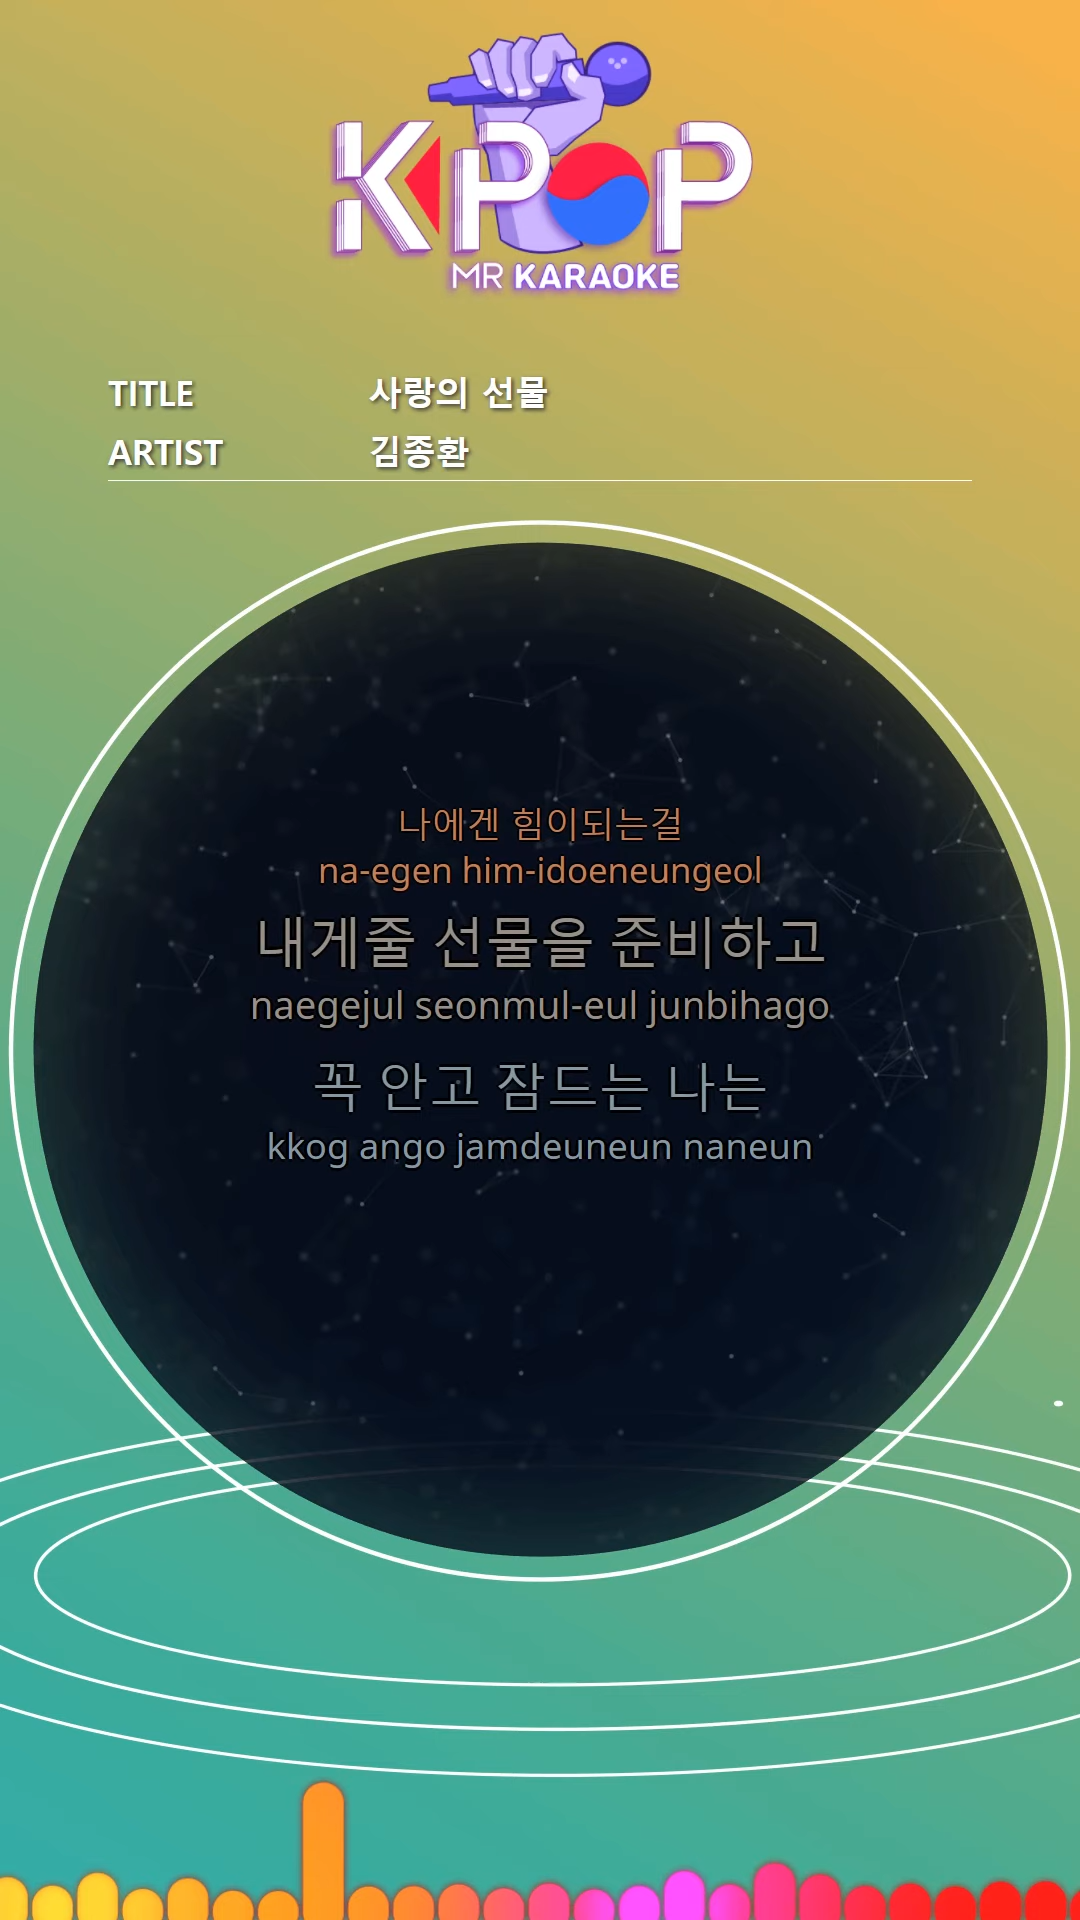 KPOP
MR KARAOKE
TITLE 사랑의 선물
ARTIST 김종환
나에겐 힘이되는걸
na-egen him-idoeneungeol
내게줄 선물을 준비하고
naegejul seonmul-eul junbihago
꼭 안고 잠드는 나는
kkog ango jamdeuneun naneun